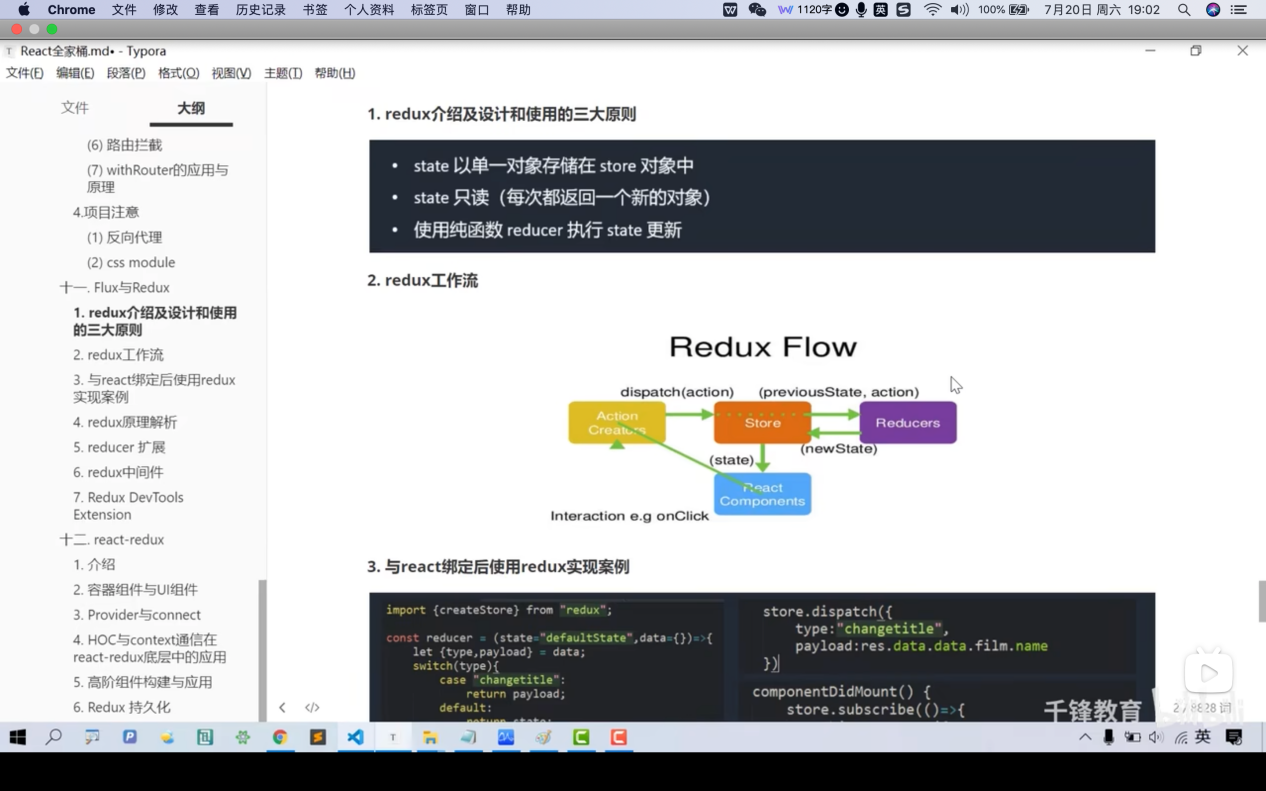 Chrome 文件 修改 查看 历史记录 书签 个人资料 标签页 窗口 帮助 1120字 英 100% 7月20日 周六 19:02
React全家桶.md• - Typora
文件(F) 编辑(E) 段落(P) 格式(O) 视图(V) 主题(T) 帮助(H)
文件 大纲
(6) 路由拦截
(7) withRouter的应用与
原理
4.项目注意
(1) 反向代理
(2) css module
十一. Flux与Redux
1. redux介绍及设计和使用
的三大原则
2. redux工作流
3. 与react绑定后使用redux
实现案例
4. redux原理解析
5. reducer 扩展
6. redux中间件
7. Redux DevTools
Extension
十二. react-redux
1. 介绍
2. 容器组件与UI组件
3. Provider与connect
4. HOC与context通信在
react-redux底层中的应用
5. 高阶组件构建与应用
6. Redux 持久化
1. redux介绍及设计和使用的三大原则
• state 以单一对象存储在 store 对象中
• state 只读（每次都返回一个新的对象）
• 使用纯函数 reducer 执行 state 更新
2. redux工作流
Redux Flow
dispatch(action) (previousState, action)
Action
Creators
Store
Reducers
(newState)
(state)
React
Components
Interaction e.g onClick
3. 与react绑定后使用redux实现案例
import {createStore} from "redux";
const reducer = (state="defaultState",data={})=>{
let {type,payload} = data;
switch(type){
case "changetitle":
return payload;
default:
return state;
store.dispatch({
type:"changetitle",
payload:res.data.data.film.name
})
componentDidMount() {
store.subscribe(()=>{
千锋教育
bilibili
英